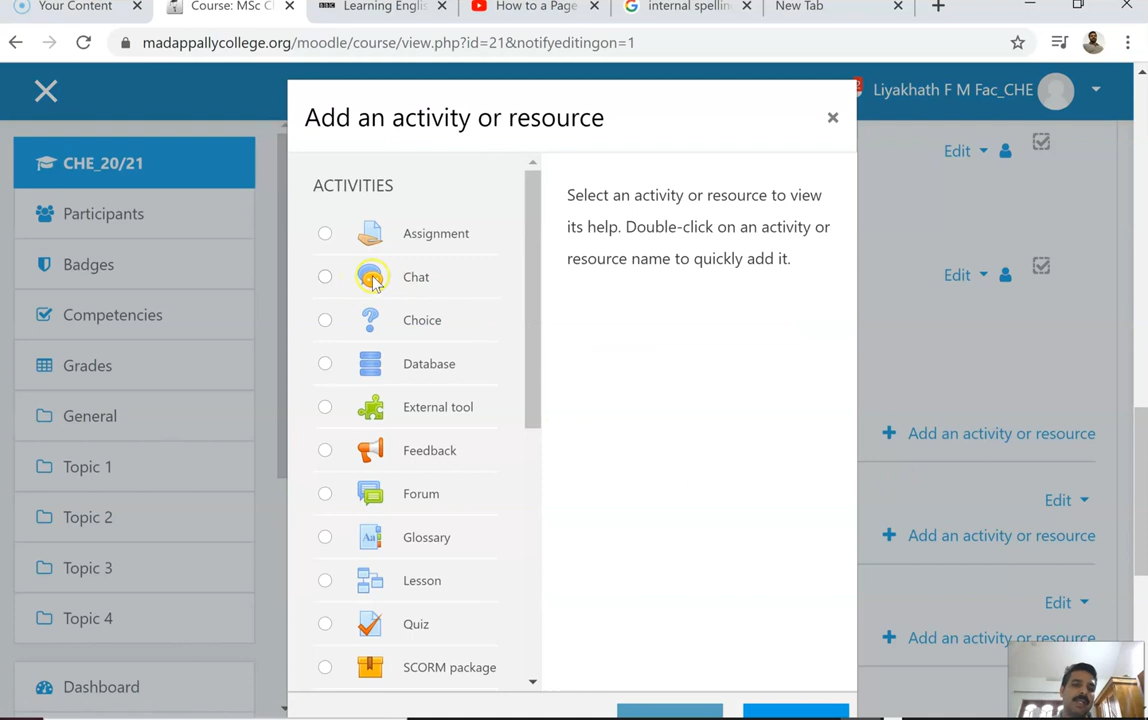 Your Content
Course: MSc C
BBC
Learning Englis
How to a Page
internal spellin
New Tab
madappallycollege.org/moodle/course/view.php?id=21&notifyeditingon=1
Liyakhath F M Fac_CHE
Add an activity or resource
CHE_20/21
Participants
Badges
Competencies
Grades
General
Topic 1
Topic 2
Topic 3
Topic 4
Dashboard
ACTIVITIES
Assignment
Chat
Choice
Database
External tool
Feedback
Forum
Glossary
Lesson
Quiz
SCORM package
Select an activity or resource to view
its help. Double-click on an activity or
resource name to quickly add it.
Edit
Edit
Add an activity or resource
Edit
Add an activity or resource
Edit
Add an activity or resource